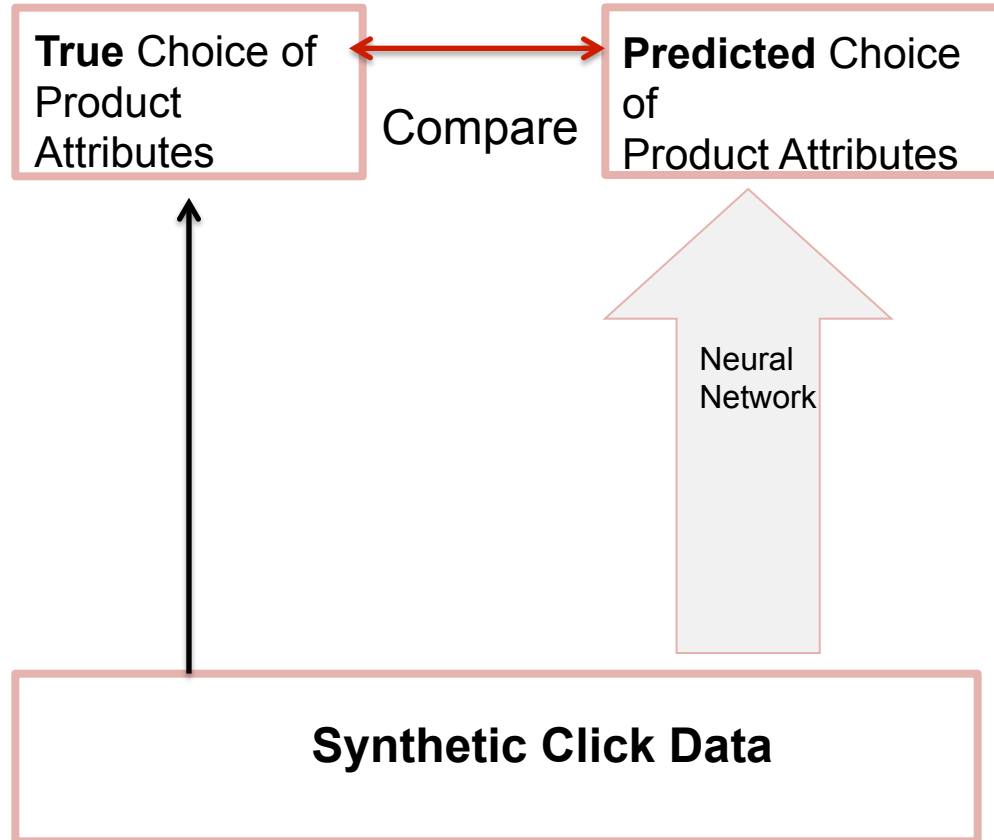 True Choice of
Product
Attributes
Compare
Predicted Choice
of
Product Attributes
Neural
Network
Synthetic Click Data